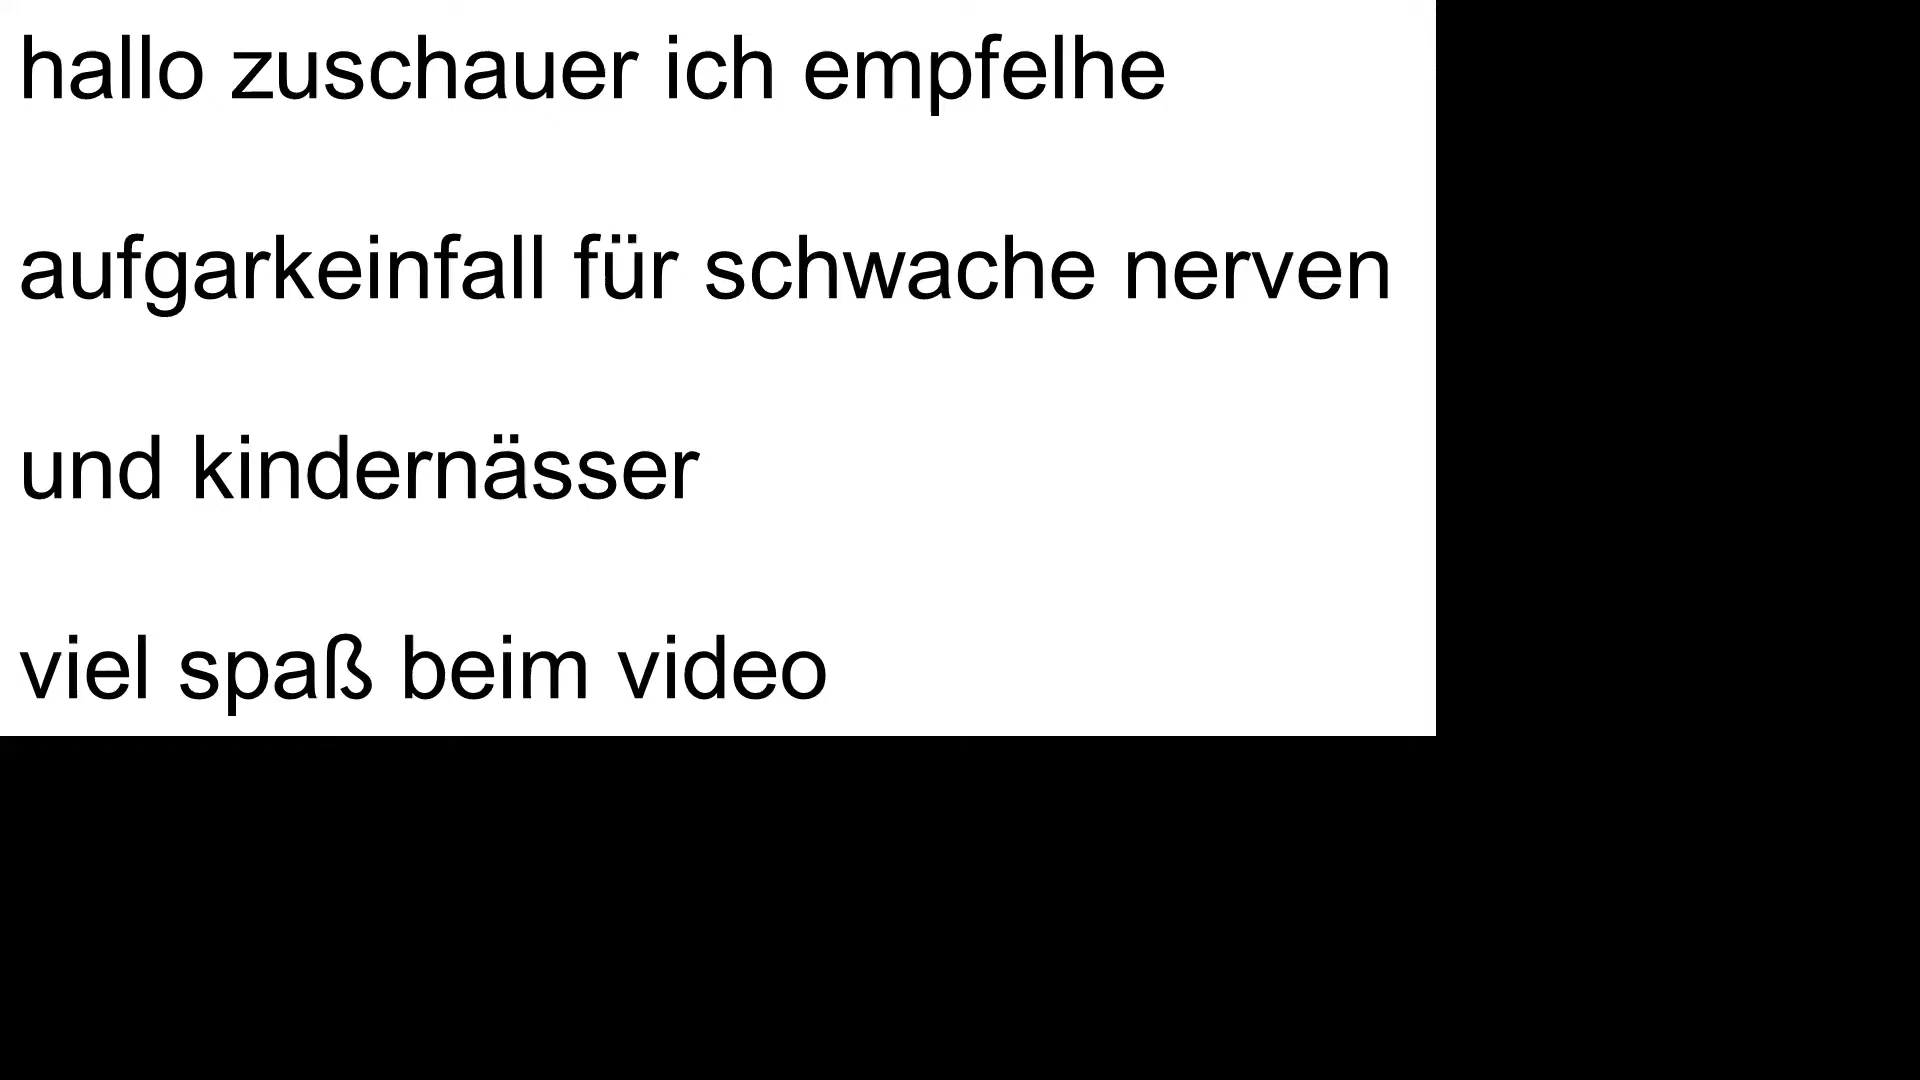 hallo zuschauer ich empfelhe
aufgarkeinfall für schwache nerven
und kindernässer
viel spaß beim video